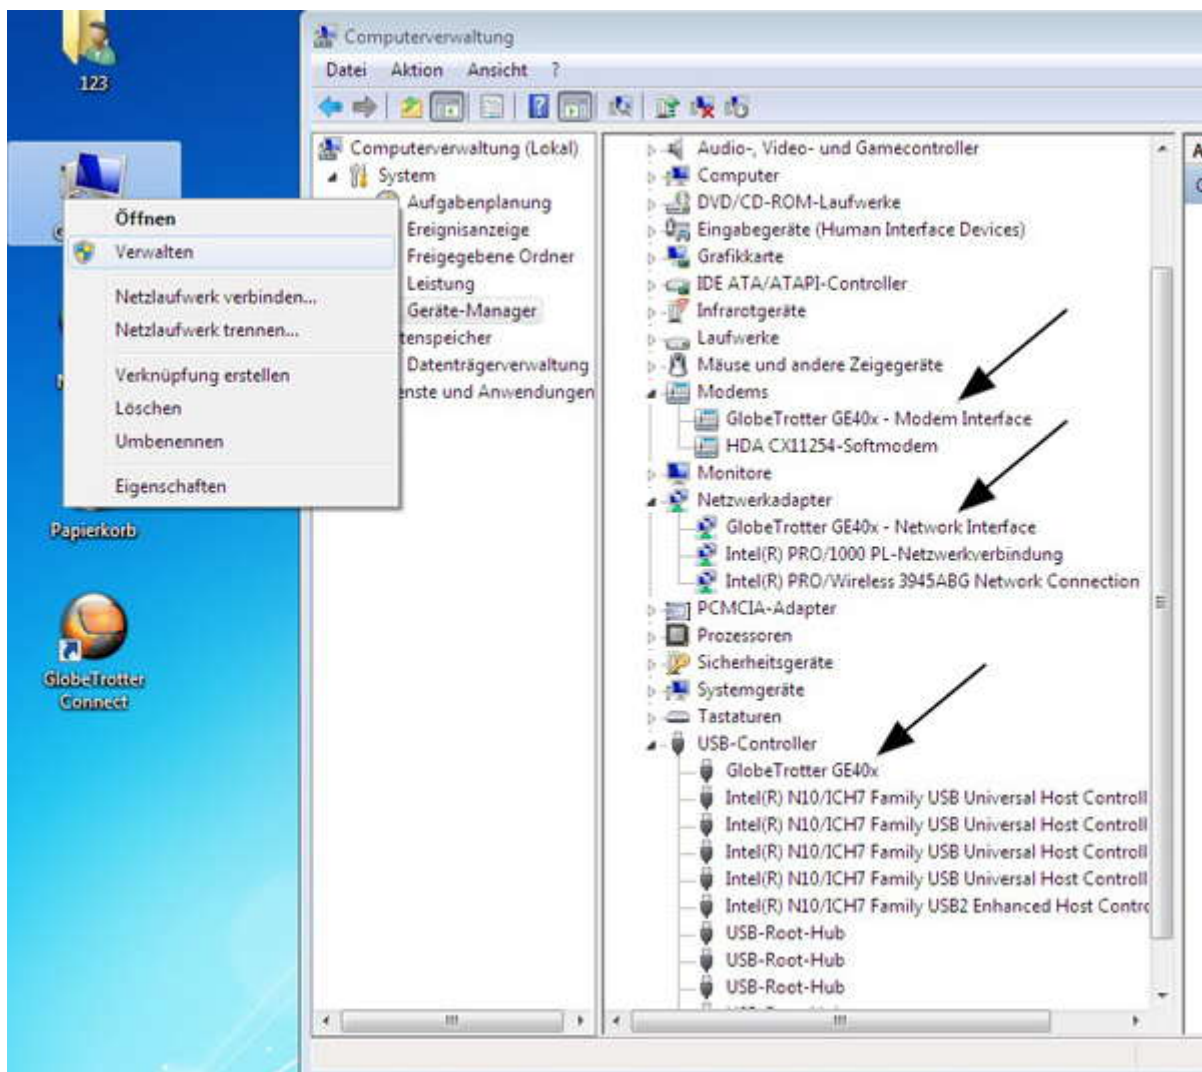 123
Papierkorb
GlobeTrotter
Connect
Öffnen
Verwalten
Netzlaufwerk verbinden...
Netzlaufwerk trennen...
Verknüpfung erstellen
Löschen
Umbenennen
Eigenschaften
Computerverwaltung
Datei Aktion Ansicht ?
Computerverwaltung (Lokal)
System
Aufgabenplanung
Ereignisanzeige
Freigegebene Ordner
Leistung
Geräte-Manager
tenspeicher
Datenträgerverwaltung
enste und Anwendungen
Audio-, Video- und Gamecontroller
Computer
DVD/CD-ROM-Laufwerke
Eingabegeräte (Human Interface Devices)
Grafikkarte
IDE ATA/ATAPI-Controller
Infrarotgeräte
Laufwerke
Mäuse und andere Zeigegeräte
Modems
GlobeTrotter GE40x - Modem Interface
HDA CX11254-Softmodem
Monitore
Netzwerkadapter
GlobeTrotter GE40x - Network Interface
Intel(R) PRO/1000 PL-Netzwerkverbindung
Intel(R) PRO/Wireless 3945ABG Network Connection
PCMCIA-Adapter
Prozessoren
Sicherheitsgeräte
Systemgeräte
Tastaturen
USB-Controller
GlobeTrotter GE40x
Intel(R) N10/ICH7 Family USB Universal Host Controll
Intel(R) N10/ICH7 Family USB Universal Host Controll
Intel(R) N10/ICH7 Family USB Universal Host Controll
Intel(R) N10/ICH7 Family USB Universal Host Controll
Intel(R) N10/ICH7 Family USB2 Enhanced Host Contro
USB-Root-Hub
USB-Root-Hub
USB-Root-Hub
A